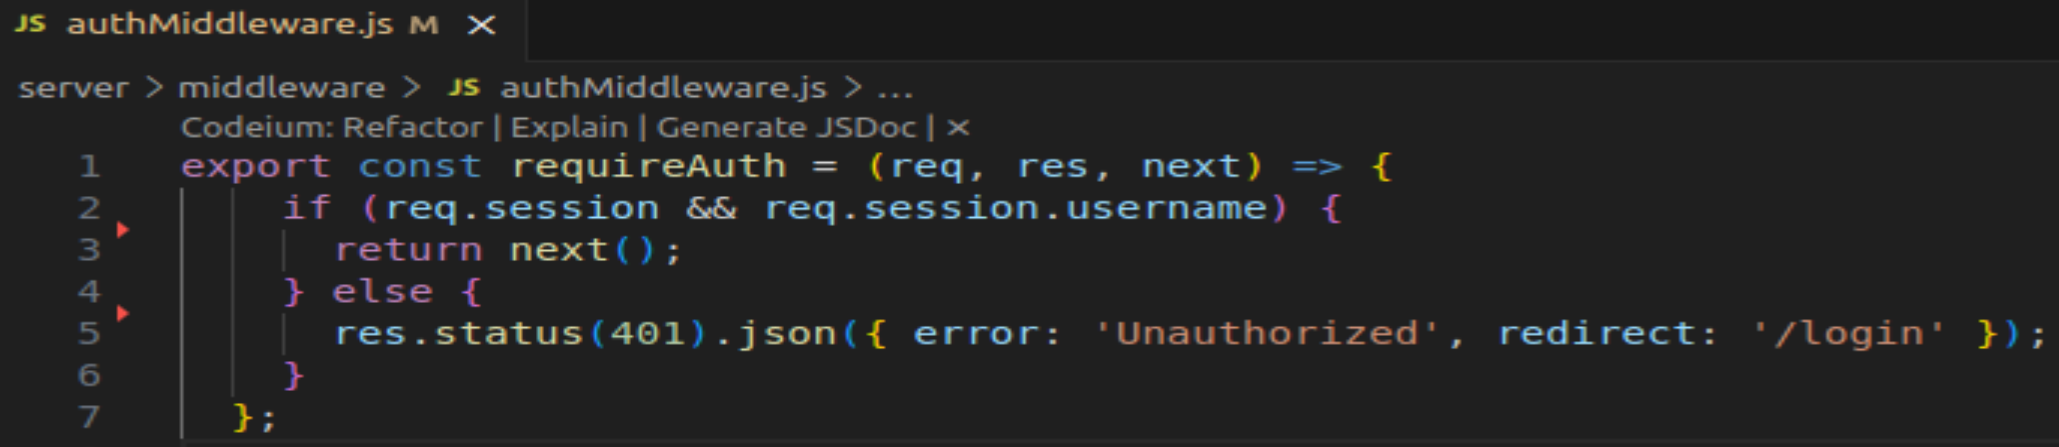 JS authMiddleware.js M ×
server > middleware > JS authMiddleware.js > ...
Codeium: Refactor | Explain | Generate JSDoc | ×
1 export const requireAuth = (req, res, next) => {
2 if (req.session && req.session.username) {
3 return next();
4 } else {
5 res.status(401).json({ error: 'Unauthorized', redirect: '/login' });
6 }
7 };